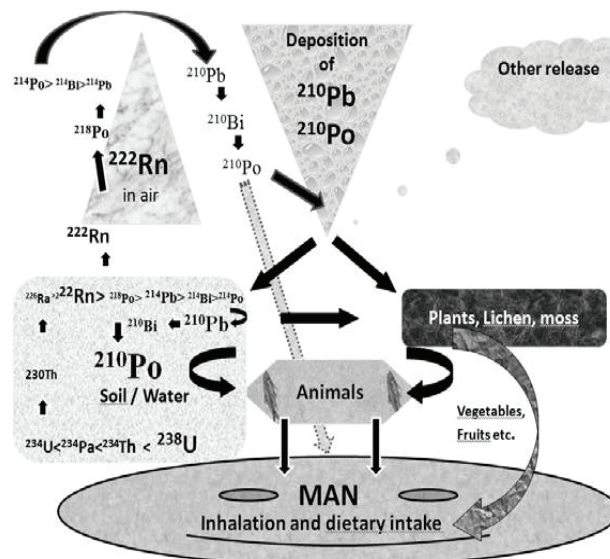 Deposition
of
²¹⁰Pb
²¹⁰Po
Other release
²¹⁴Po> ²¹⁴Bi>²¹⁴Pb
²¹⁸Po
²²²Rn
in air
²¹⁰Pb
²¹⁰Bi
²¹⁰Po
²²²Rn
²²⁶Ra>²²²Rn> ²¹⁸Po> ²¹⁴Pb> ²¹⁴Bi> ²¹⁴Po
²¹⁰Bi ²¹⁰Pb
²¹⁰Po
Soil / Water
230Th
²³⁴U<²³⁴Pa<²³⁴Th < ²³⁸U
Plants, Lichen, moss
Animals
Vegetables,
Fruits etc.
MAN
Inhalation and dietary intake